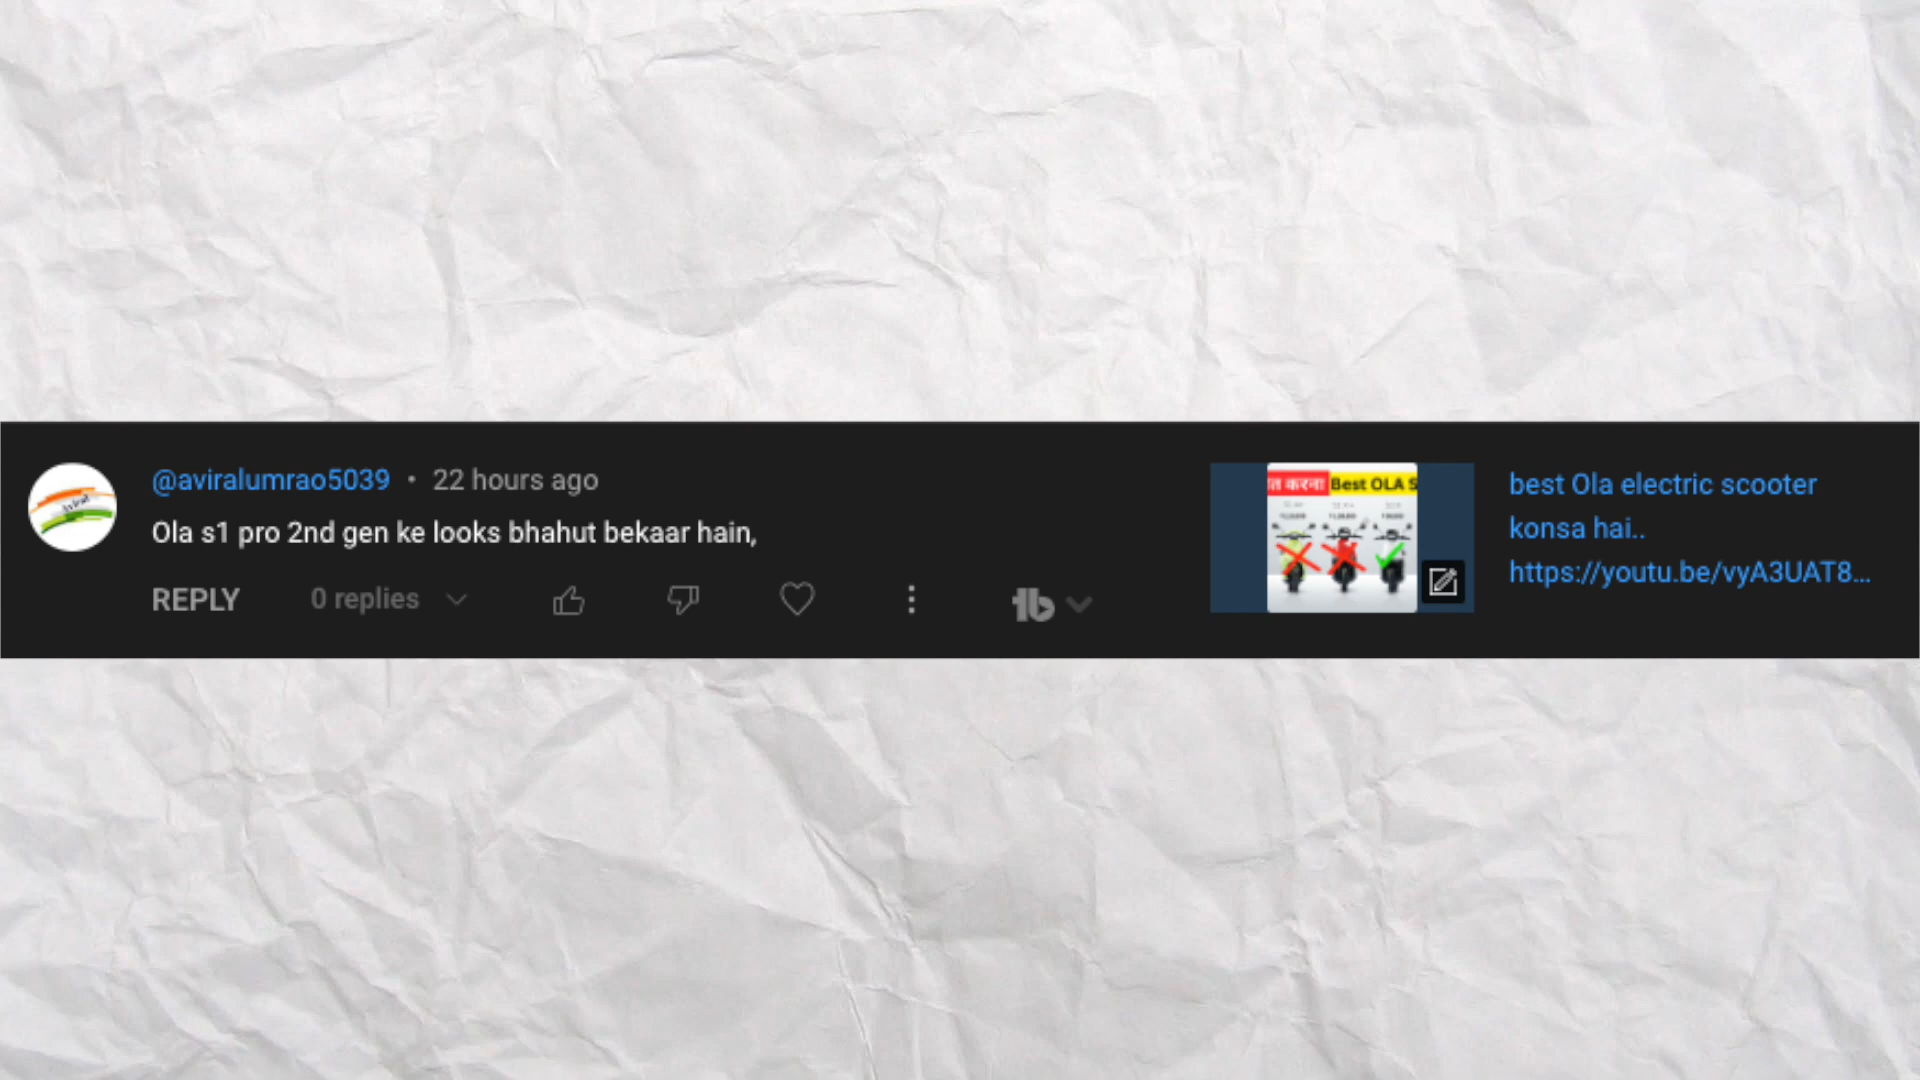 @aviralumrao5039 • 22 hours ago
Ola s1 pro 2nd gen ke looks bhahut bekaar hain,
REPLY 0 replies
करना Best OLA S
best Ola electric scooter
konsa hai..
https://youtu.be/vyA3UAT8...